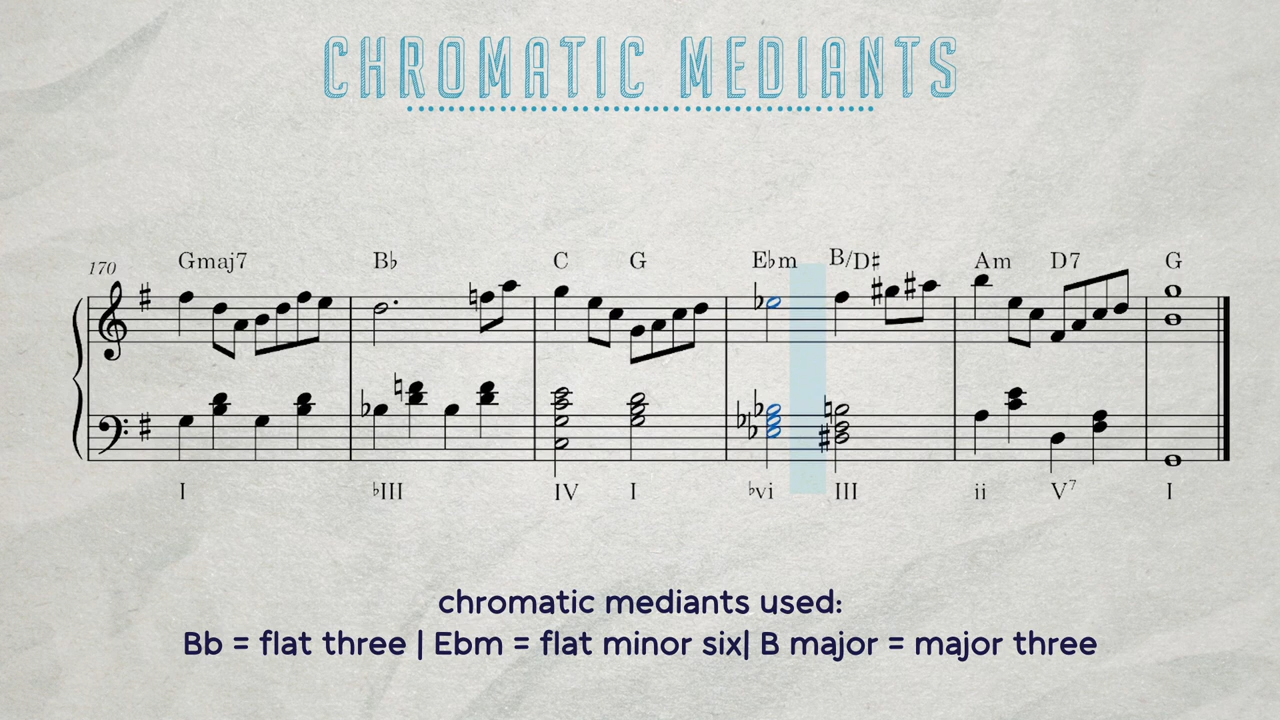 CHROMATIC MEDIANTS
170 Gmaj7 B♭ C G E♭m B/D♯ Am D7 G
I ♭III IV I ♭vi III ii V⁷ I
chromatic mediants used:
Bb = flat three | Ebm = flat minor six| B major = major three